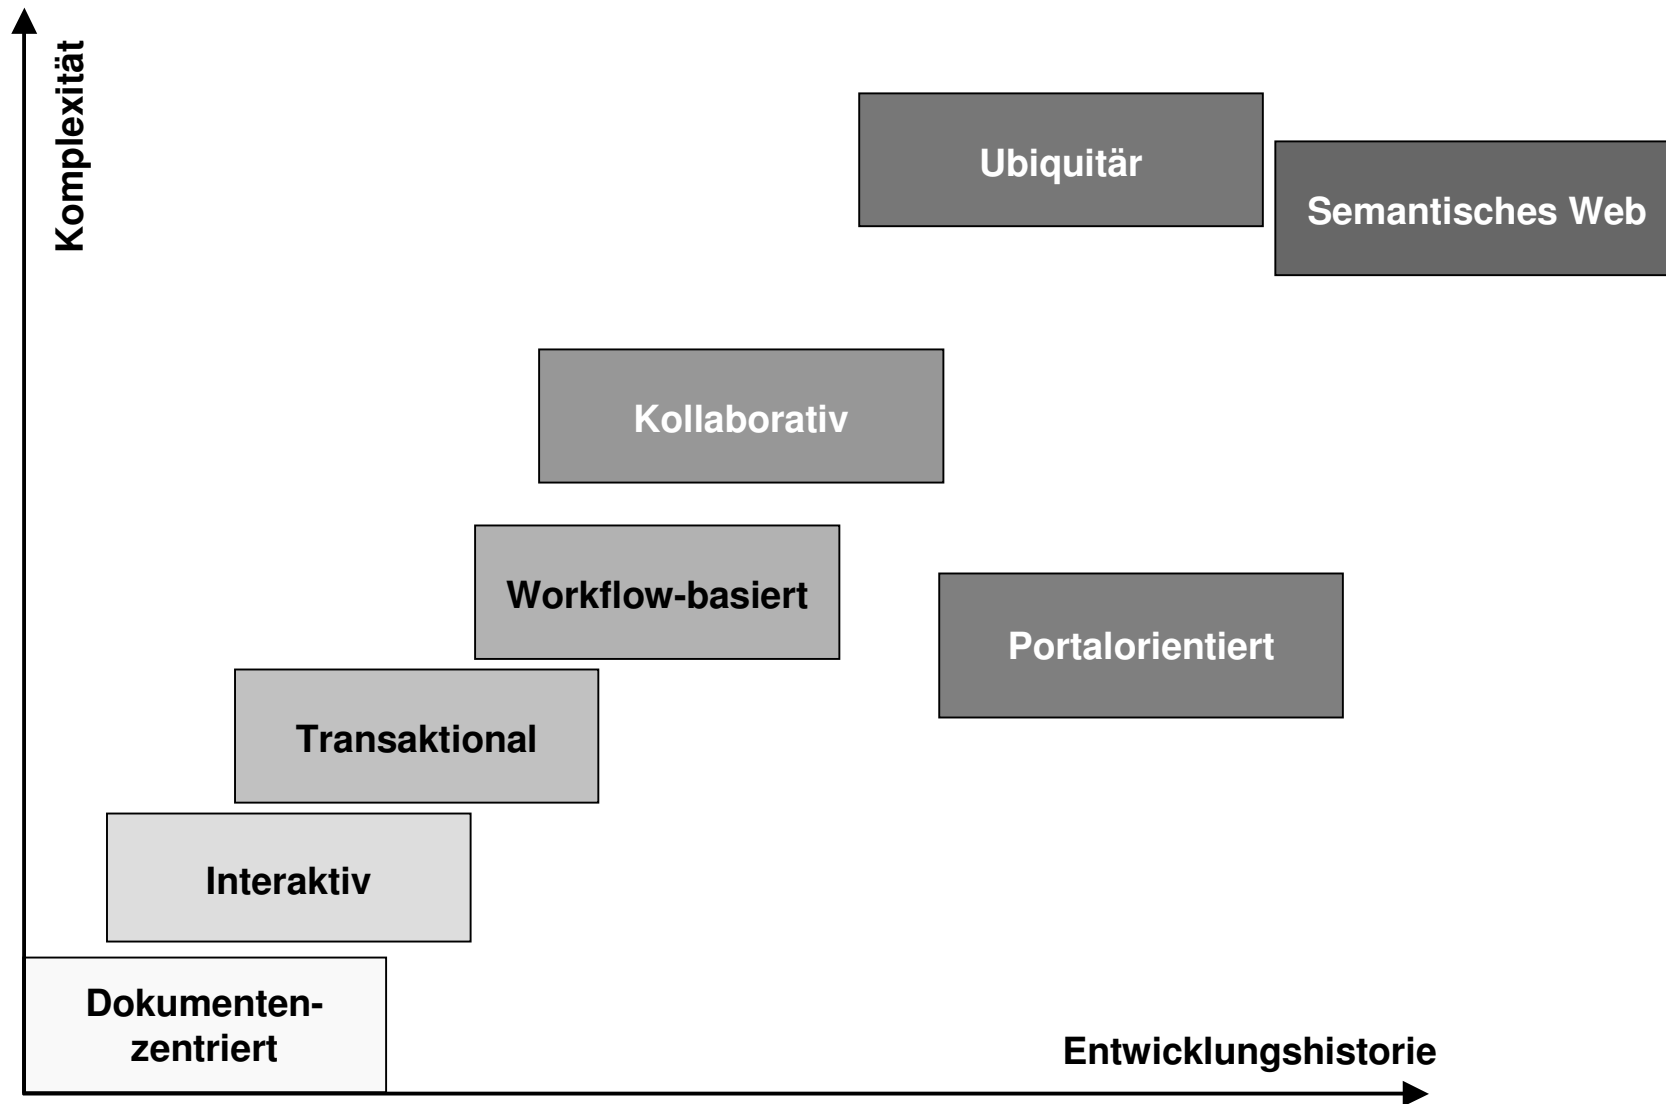 Komplexität
Ubiquitär
Semantisches Web
Kollaborativ
Workflow-basiert
Portalorientiert
Transaktional
Interaktiv
Dokumenten-
zentriert
Entwicklungshistorie